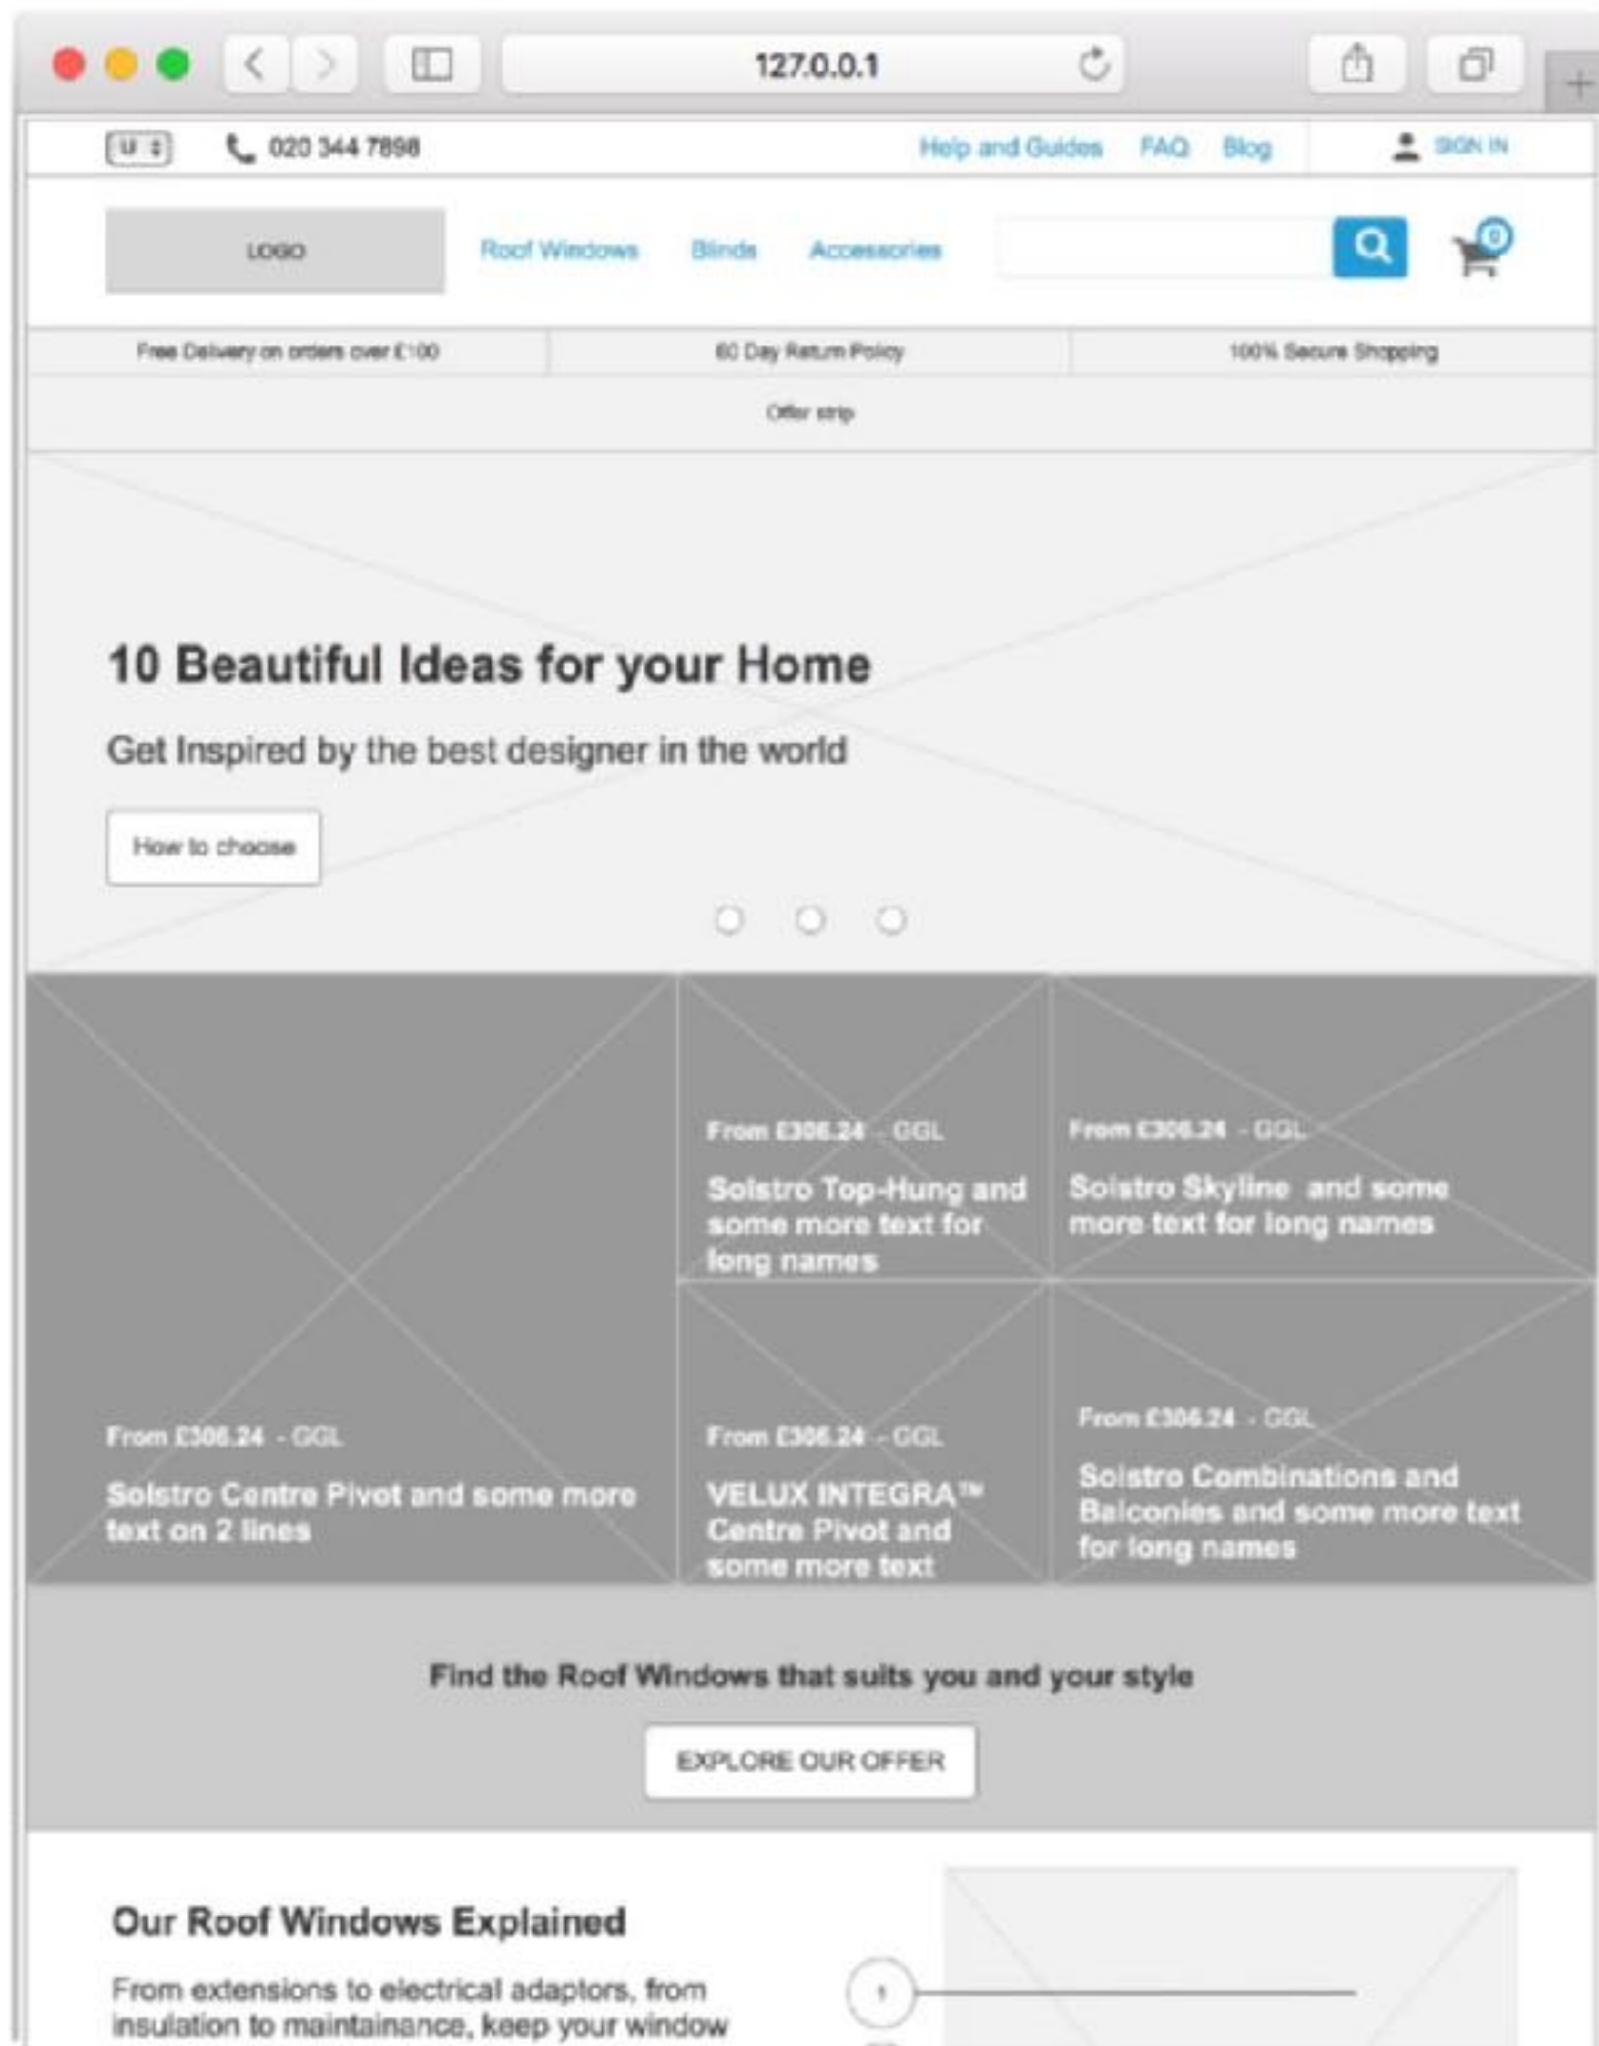 127.0.0.1
U
020 344 7898
Help and Guides
FAQ
Blog
SIGN IN
LOGO
Roof Windows
Blinds
Accessories
0
Free Delivery on orders over £100
60 Day Return Policy
100% Secure Shopping
Offer strip
10 Beautiful Ideas for your Home
Get Inspired by the best designer in the world
How to choose
From £306.24 - GGL
Solstro Top-Hung and
some more text for
long names
From £306.24 - GGL
Solstro Skyline and some
more text for long names
From £306.24 - GGL
Solstro Centre Pivot and some more
text on 2 lines
From £306.24 - GGL
VELUX INTEGRA™
Centre Pivot and
some more text
From £306.24 - GGL
Solstro Combinations and
Balconies and some more text
for long names
Find the Roof Windows that suits you and your style
EXPLORE OUR OFFER
Our Roof Windows Explained
From extensions to electrical adaptors, from
insulation to maintainance, keep your window
1